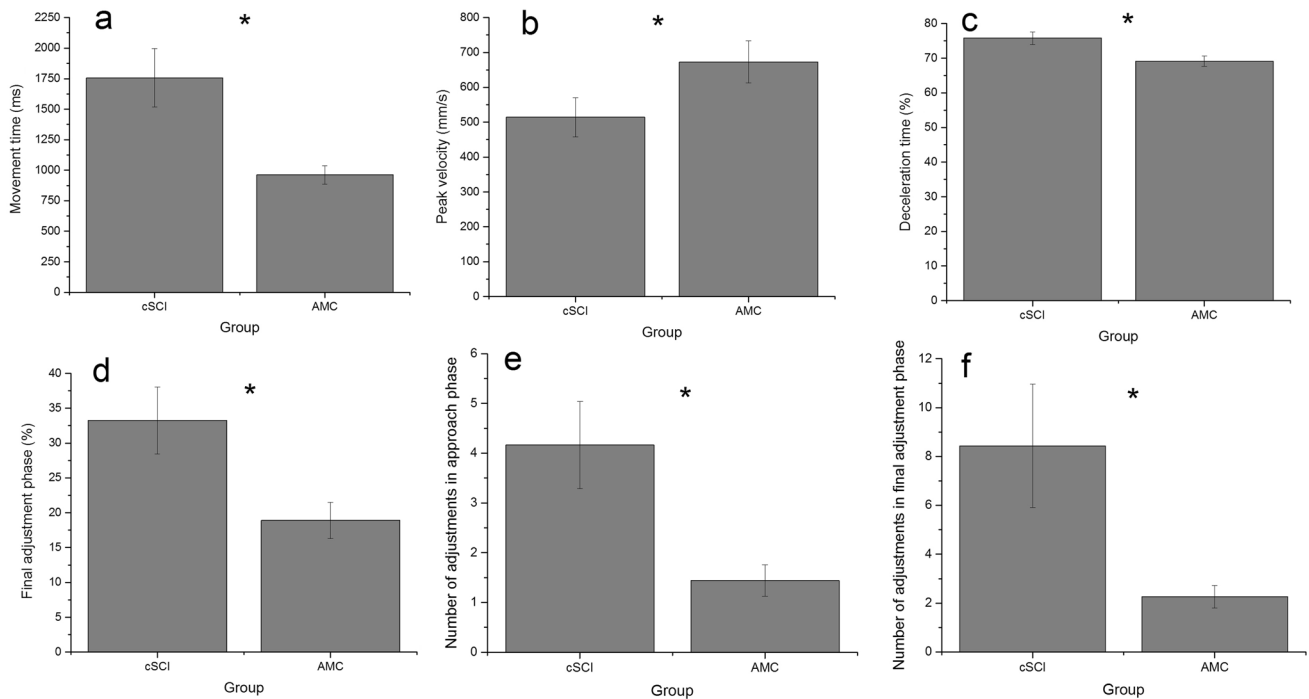 a
*
Movement time (ms)
2250
2000
1750
1500
1250
1000
750
500
250
0
cSCI
AMC
Group
b
*
Peak velocity (mm/s)
800
700
600
500
400
300
200
100
0
cSCI
AMC
Group
c
*
Deceleration time (%)
80
70
60
50
40
30
20
10
0
cSCI
AMC
Group
d
*
Final adjustment phase (%)
40
35
30
25
20
15
10
5
0
cSCI
AMC
Group
e
*
Number of adjustments in approach phase
6
5
4
3
2
1
0
cSCI
AMC
Group
f
*
Number of adjustments in final adjustment phase
12
10
8
6
4
2
0
cSCI
AMC
Group